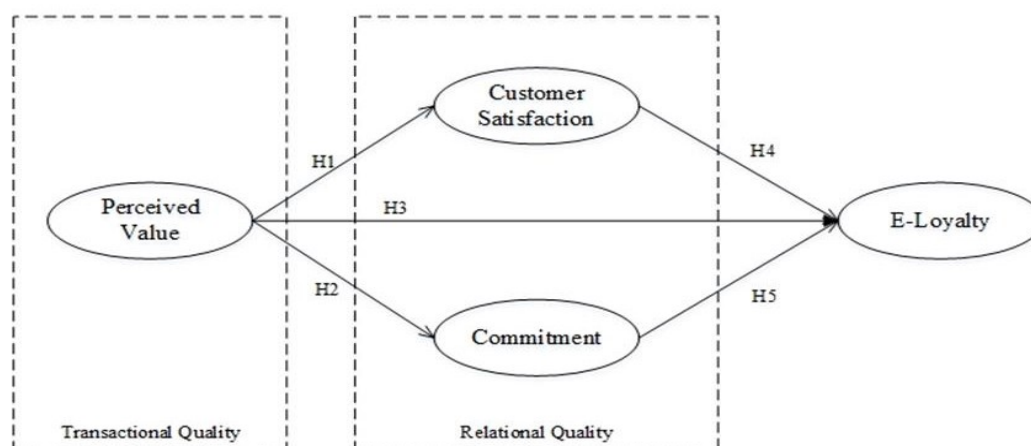 Customer
Satisfaction
H1
H4
Perceived
Value
H3
E-Loyalty
H2
H5
Commitment
Transactional Quality
Relational Quality